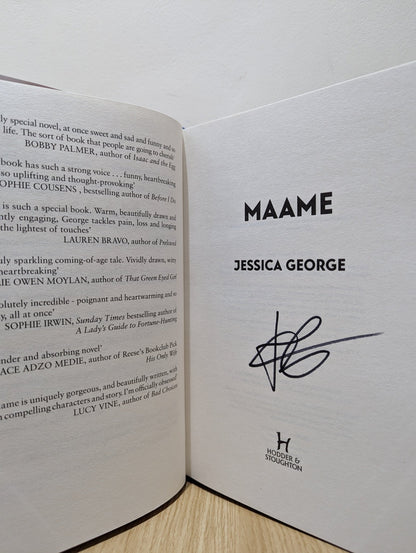 ly special novel, at once sweet and sad and funny and so
life. The sort of book that people are going to cherish'
BOBBY PALMER, author of Isaac and the Egg
book has such a strong voice . . . funny, heartbreaking
so uplifting and thought-provoking'
OPHIE COUSENS, bestselling author of Before I Do
is such a special book. Warm, beautifully drawn and
ntly engaging, George tackles pain, loss and longing
the lightest of touches'
LAUREN BRAVO, author of Preloved
uly sparkling coming-of-age tale. Vividly drawn, witty
heartbreaking'
IE OWEN MOYLAN, author of That Green Eyed Girl
olutely incredible - poignant and heartwarming and so
y, all at once'
SOPHIE IRWIN, Sunday Times bestselling author of
A Lady's Guide to Fortune-Hunting
nder and absorbing novel'
ACE ADZO MEDIE, author of Reese's Bookclub Pick
His Only Wife
ame is uniquely gorgeous, and beautifully written, with
n compelling characters and story. I'm officially obsessed'
LUCY VINE, author of Bad Choices
MAAME
JESSICA GEORGE
H
HODDER &
STOUGHTON